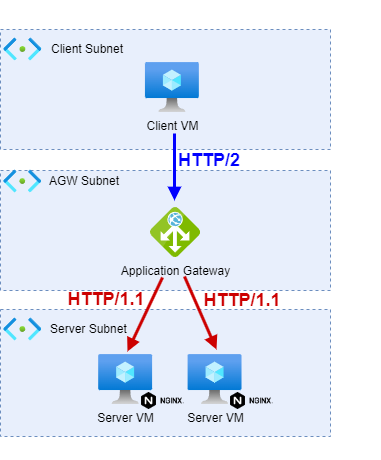 Client Subnet
Client VM
HTTP/2
AGW Subnet
Application Gateway
HTTP/1.1 HTTP/1.1
Server Subnet
N NGINX. N NGINX.
Server VM Server VM